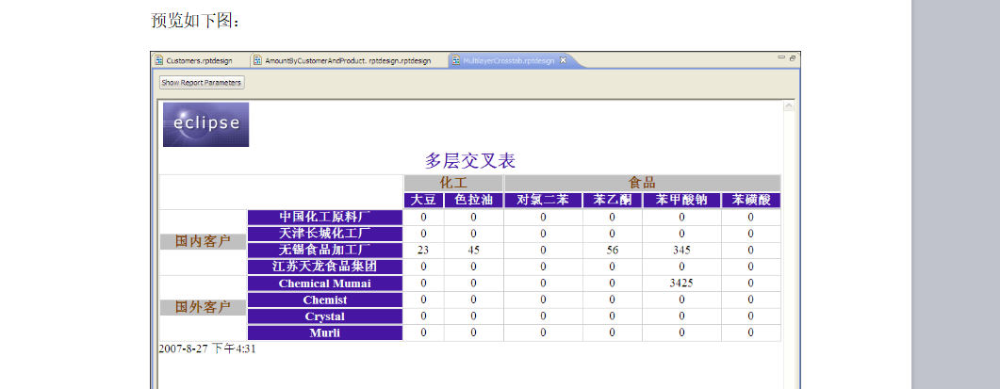 预览如下图：
Customers.rptdesign AmountByCustomerAndProduct. rptdesign.rptdesign MultilayerCrosstab.rptdesign
Show Report Parameters
eclipse
多层交叉表
化工 食品
大豆 色拉油 对氯二苯 苯乙酮 苯甲酸钠 苯磺酸
国内客户 中国化工原料厂 0 0 0 0 0 0
天津长城化工厂 0 0 0 0 0 0
无锡食品加工厂 23 45 0 56 345 0
江苏天龙食品集团 0 0 0 0 0 0
国外客户 Chemical Mumai 0 0 0 0 3425 0
Chemist 0 0 0 0 0 0
Crystal 0 0 0 0 0 0
Murli 0 0 0 0 0 0
2007-8-27 下午4:31